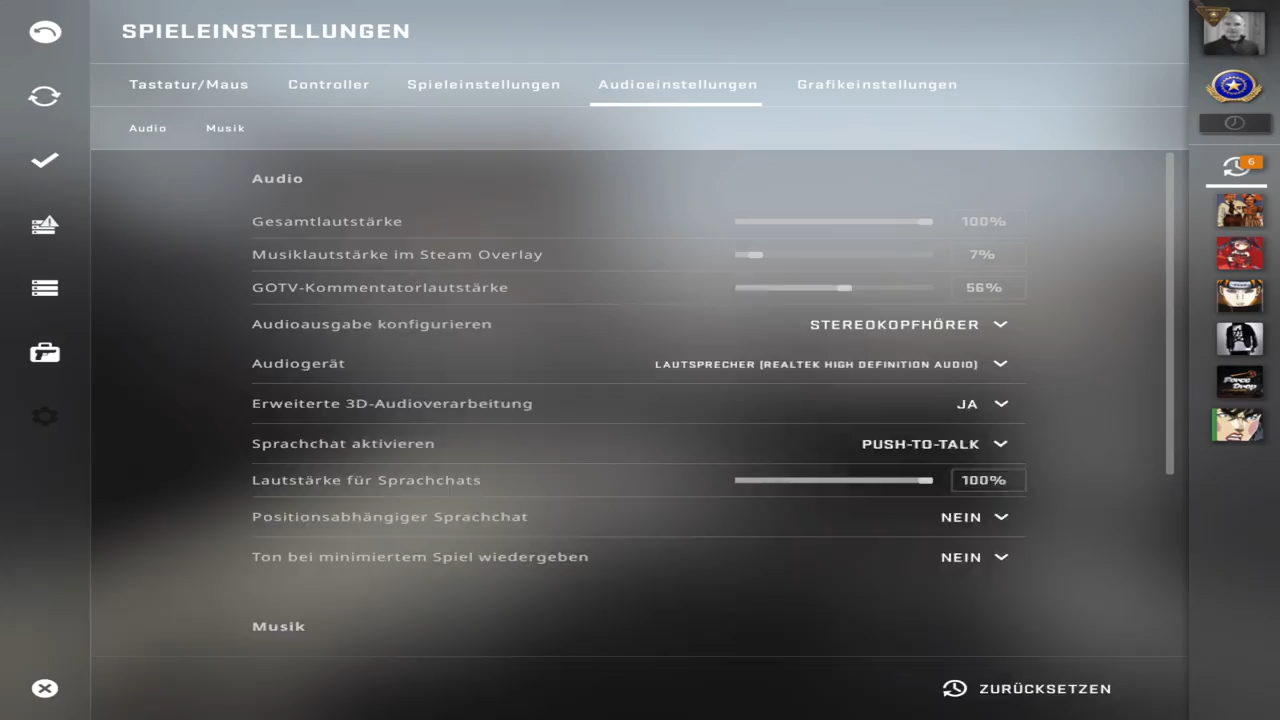 SPIELEINSTELLUNGEN
Tastatur/Maus Controller Spieleinstellungen Audioeinstellungen Grafikeinstellungen
Audio Musik
Audio
Gesamtlautstärke 100%
Musiklautstärke im Steam Overlay 7%
GOTV-Kommentatorlautstärke 56%
Audioausgabe konfigurieren STEREOKOPFHÖRER
Audiogerät LAUTSPRECHER (REALTEK HIGH DEFINITION AUDIO)
Erweiterte 3D-Audioverarbeitung JA
Sprachchat aktivieren PUSH-TO-TALK
Lautstärke für Sprachchats 100%
Positionsabhängiger Sprachchat NEIN
Ton bei minimiertem Spiel wiedergeben NEIN
Musik
ZURÜCKSETZEN
6
Force Drop